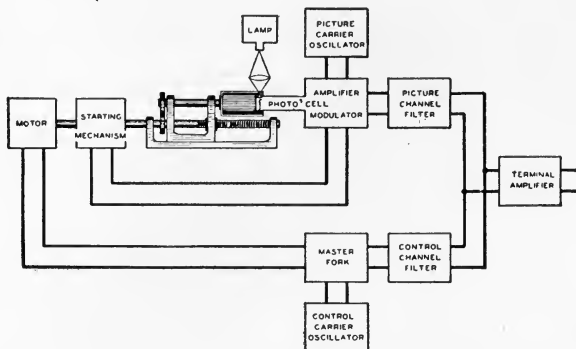 LAMP
PICTURE
CARRIER
OSCILLATOR
MOTOR
STARTING
MECHANISM
PHOTO CELL
AMPLIFIER
MODULATOR
PICTURE
CHANNEL
FILTER
TERMINAL
AMPLIFIER
MASTER
FORK
CONTROL
CHANNEL
FILTER
CONTROL
CARRIER
OSCILLATOR